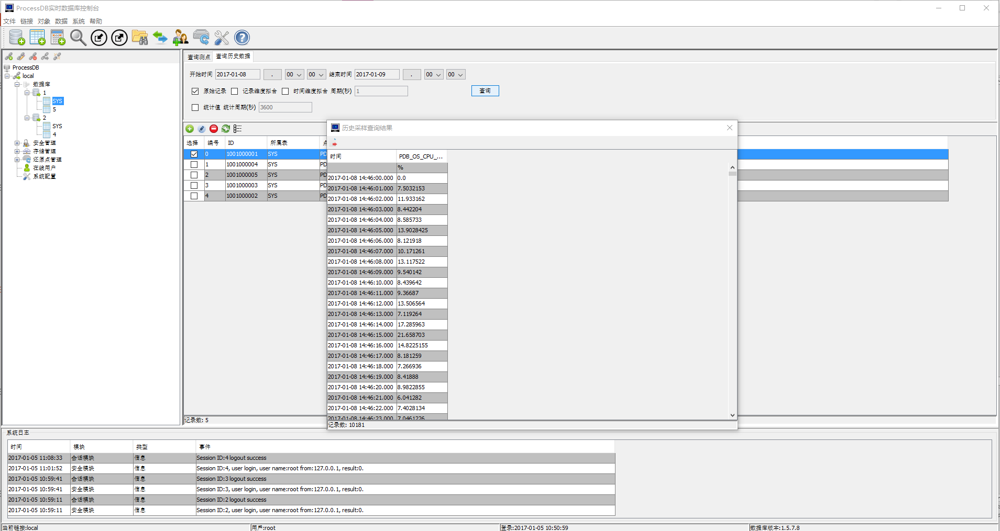 ProcessDB实时数据库控制台
文件 链接 对象 数据 系统 帮助
ProcessDB
local
数据库
1
SYS
5
2
SYS
4
安全管理
存储管理
还原点管理
在线用户
系统配置
查询测点 查询历史数据
开始时间 2017-01-08 . 00 00 结束时间 2017-01-09 . 00 00
原始记录 记录维度拟合 时间维度拟合 周期(秒) 1 查询
统计值 统计周期(秒) 3600
选择 编号 ID 所属表 点
0 1001000001 SYS PD
1 1001000004 SYS PD
2 1001000005 SYS PD
3 1001000003 SYS PD
4 1001000002 SYS PD
记录数: 5
历史采样查询结果
时间 PDB_OS_CPU_...
%
2017-01-08 14:46:00.000 0.0
2017-01-08 14:46:01.000 7.5032153
2017-01-08 14:46:02.000 11.933162
2017-01-08 14:46:03.000 8.442204
2017-01-08 14:46:04.000 8.585733
2017-01-08 14:46:05.000 13.9028425
2017-01-08 14:46:06.000 8.121918
2017-01-08 14:46:07.000 10.171261
2017-01-08 14:46:08.000 13.117522
2017-01-08 14:46:09.000 9.540142
2017-01-08 14:46:10.000 8.439642
2017-01-08 14:46:11.000 9.36687
2017-01-08 14:46:12.000 13.506564
2017-01-08 14:46:13.000 7.119264
2017-01-08 14:46:14.000 17.285963
2017-01-08 14:46:15.000 21.658703
2017-01-08 14:46:16.000 14.8225155
2017-01-08 14:46:17.000 8.181259
2017-01-08 14:46:18.000 7.266936
2017-01-08 14:46:19.000 8.41888
2017-01-08 14:46:20.000 8.9822855
2017-01-08 14:46:21.000 6.041282
2017-01-08 14:46:22.000 7.4028134
2017-01-08 14:46:23.000 7.0461226
记录数: 10181
系统日志
时间 模块 类型 事件
2017-01-05 11:08:33 会话模块 信息 Session ID:4 logout success
2017-01-05 11:01:52 安全模块 信息 Session ID:4, user login, user name:root from:127.0.0.1, result:0.
2017-01-05 10:59:41 会话模块 信息 Session ID:3 logout success
2017-01-05 10:59:41 安全模块 信息 Session ID:3, user login, user name:root from:127.0.0.1, result:0.
2017-01-05 10:59:11 会话模块 信息 Session ID:2 logout success
2017-01-05 10:59:11 安全模块 信息 Session ID:2, user login, user name:root from:127.0.0.1, result:0.
当前链接:local 用户:root 登录:2017-01-05 10:50:59 数据库版本:1.5.7.8